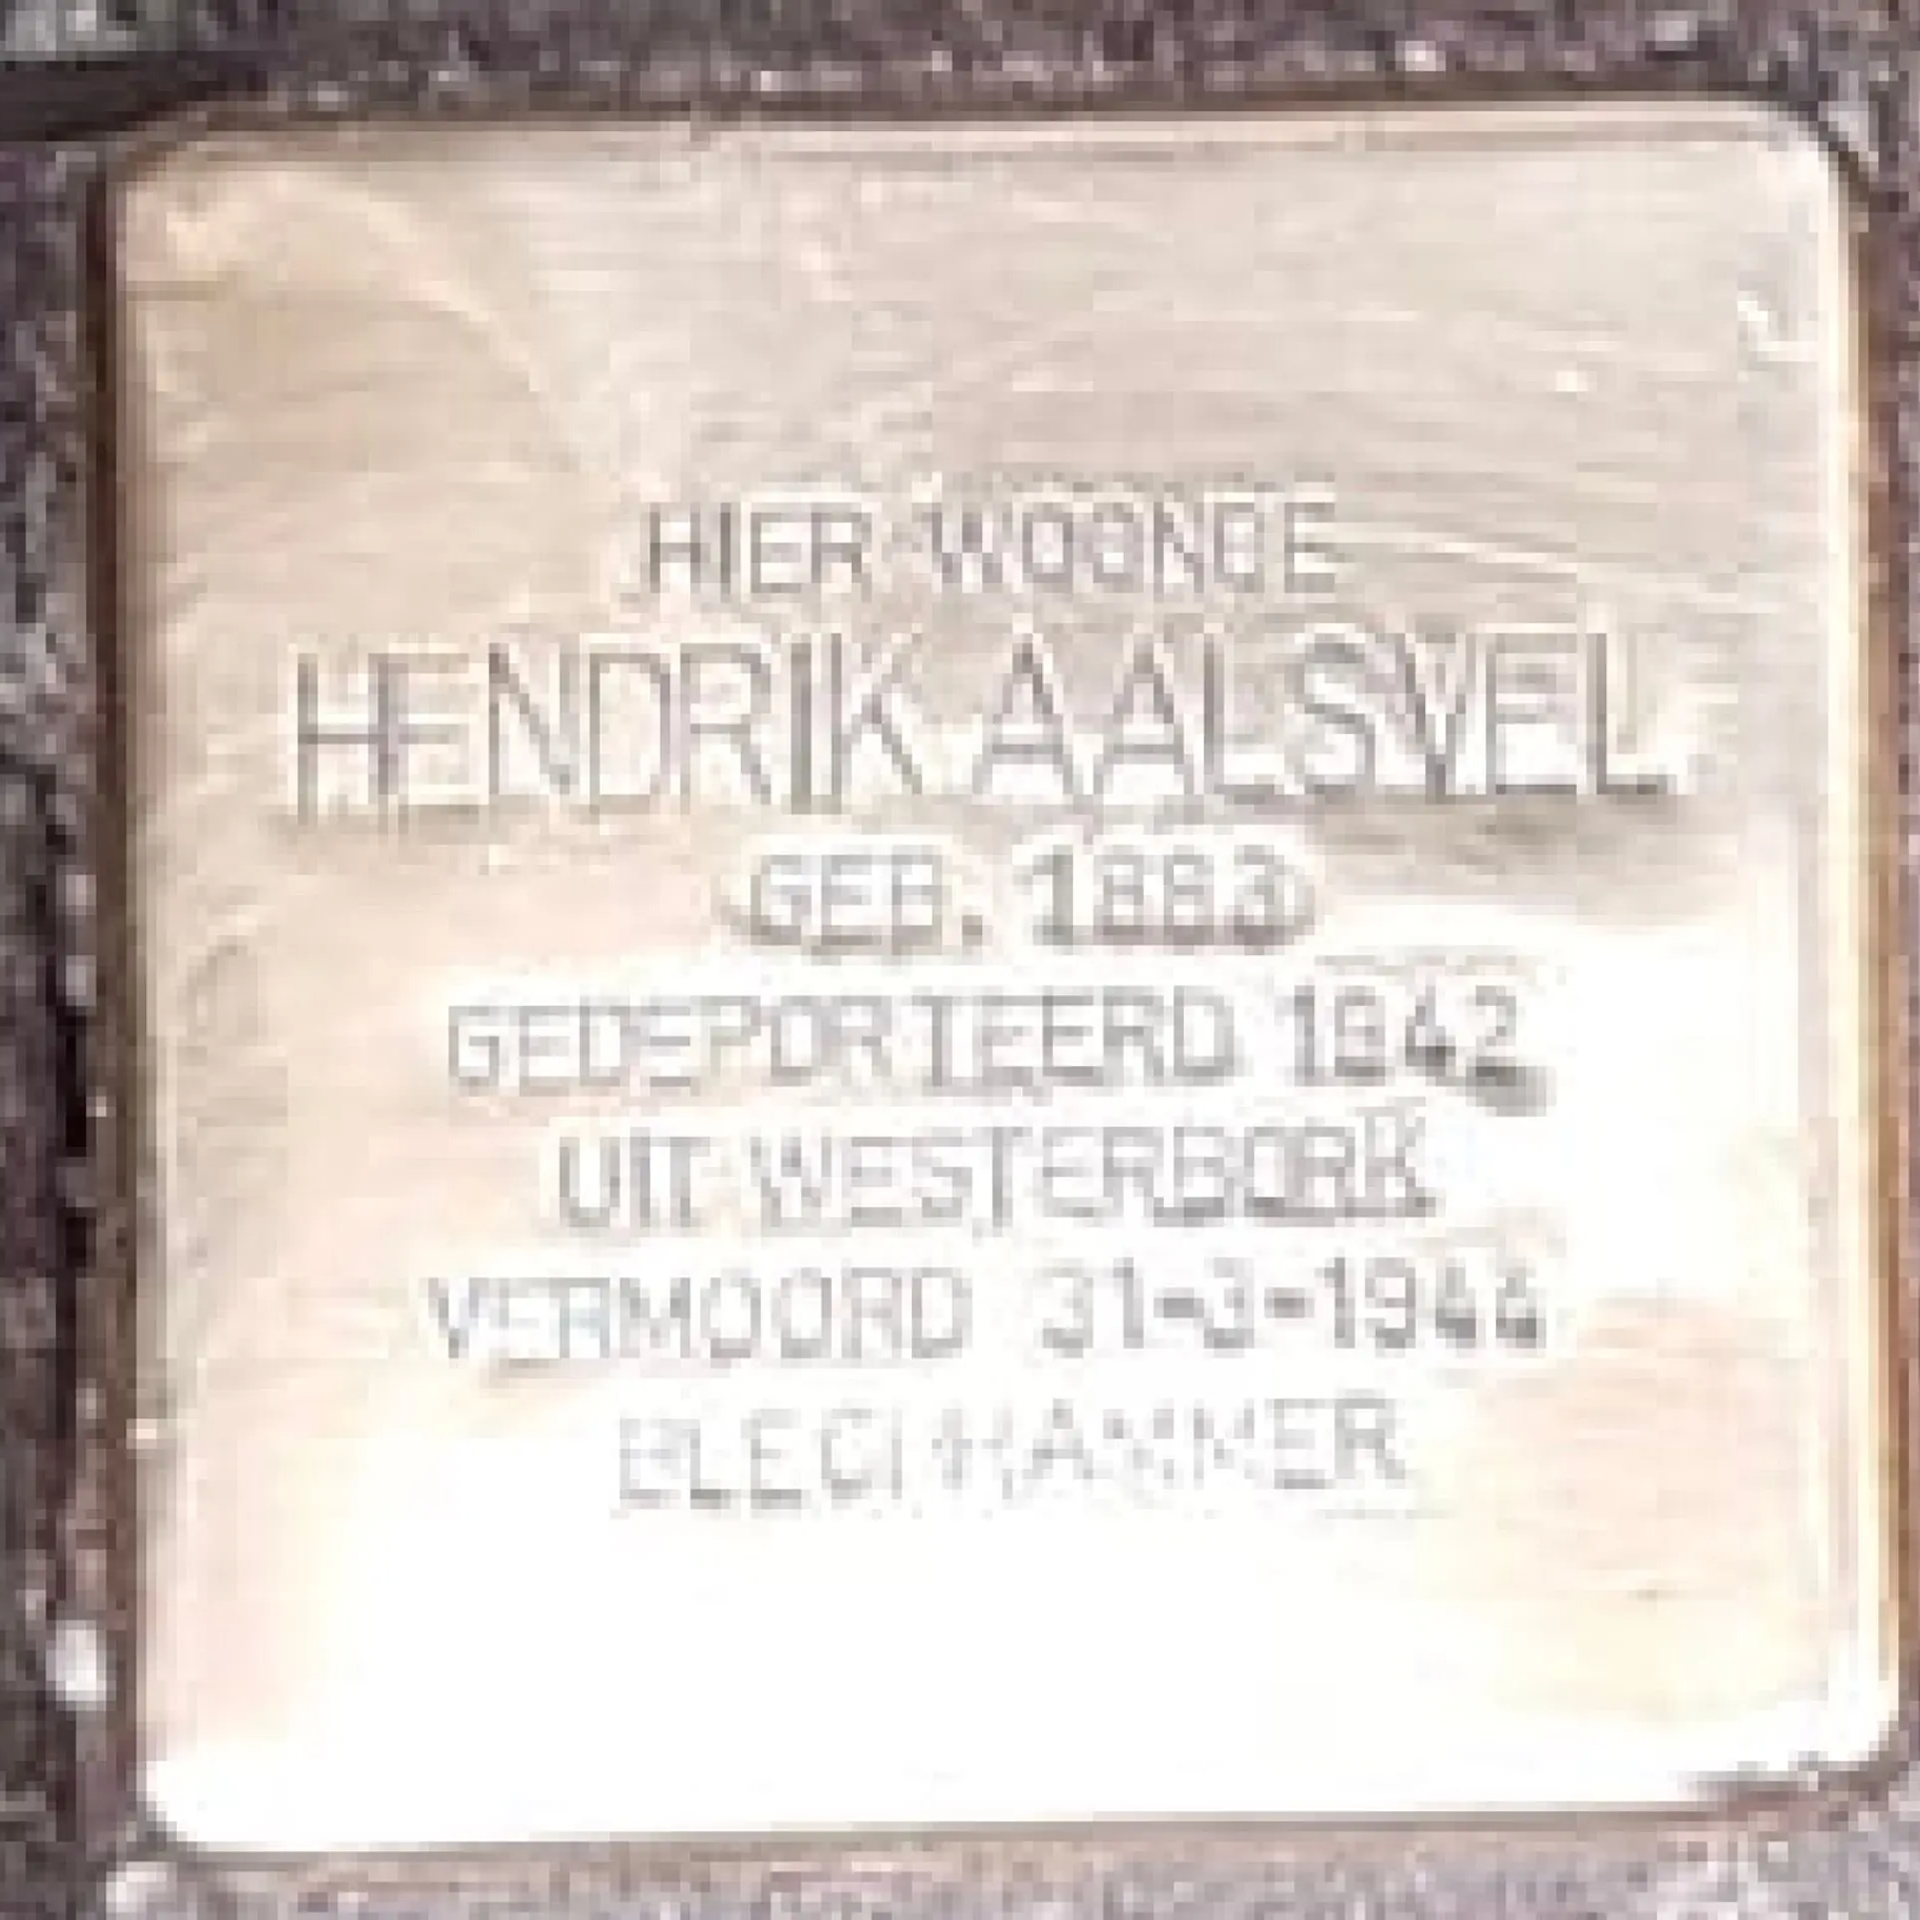 HIER WOONDE
HENDRIK AALSVEL
GEB. 1883
GEDEPORTEERD 1942
UIT WESTERBORK
VERMOORD 31-3-1944
BLECHHAMMER